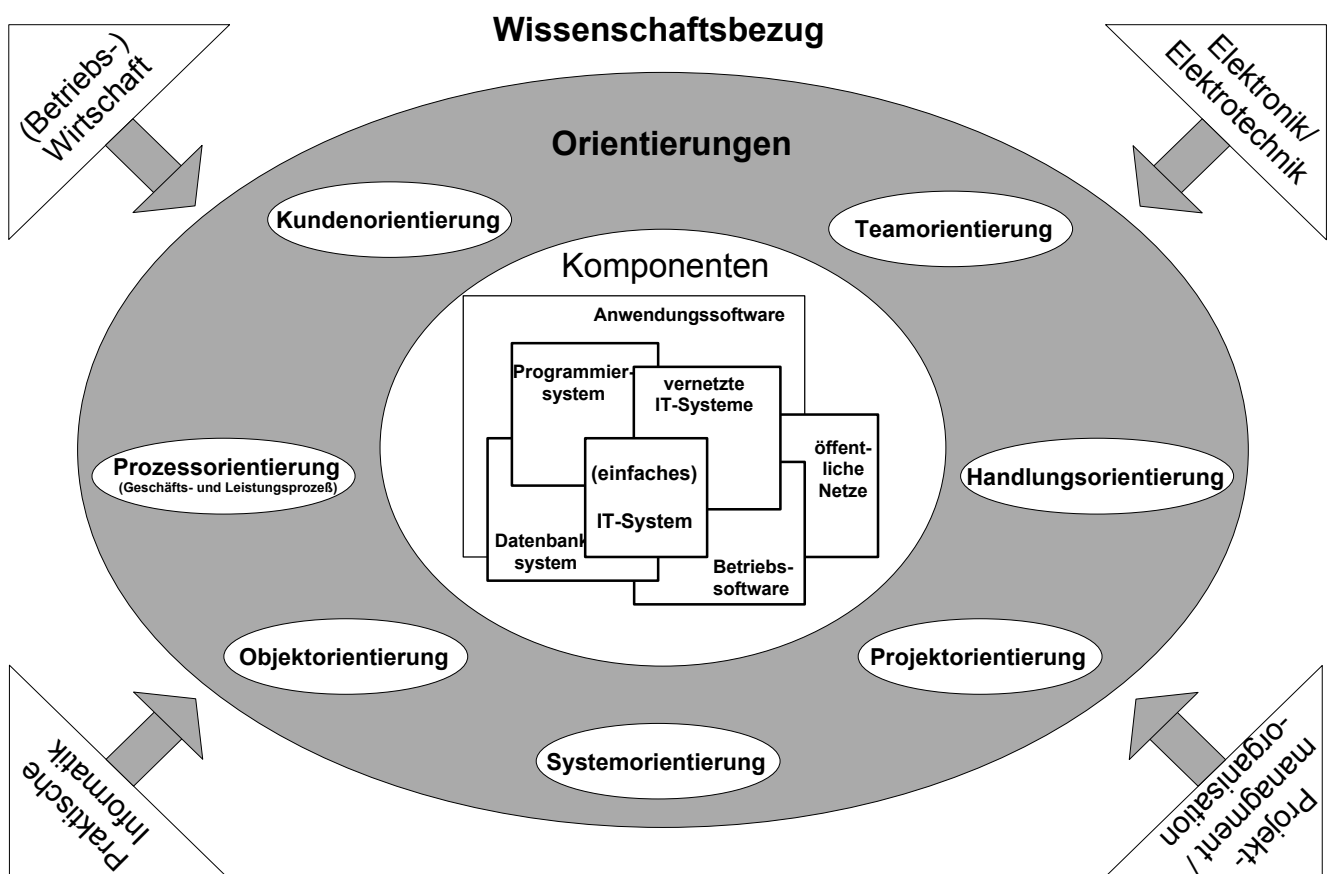 Wissenschaftsbezug
(Betriebs-)
Wirtschaft
Elektronik/
Elektrotechnik
Orientierungen
Kundenorientierung
Teamorientierung
Komponenten
Anwendungssoftware
Programmier-
system
vernetzte
IT-Systeme
öffent-
liche
Netze
(einfaches)
IT-System
Datenbank
system
Betriebs-
software
Prozessorientierung
(Geschäfts- und Leistungsprozeß)
Handlungsorientierung
Objektorientierung
Projektorientierung
Systemorientierung
Praktische
Informatik
Projekt-
managment /
-organisation